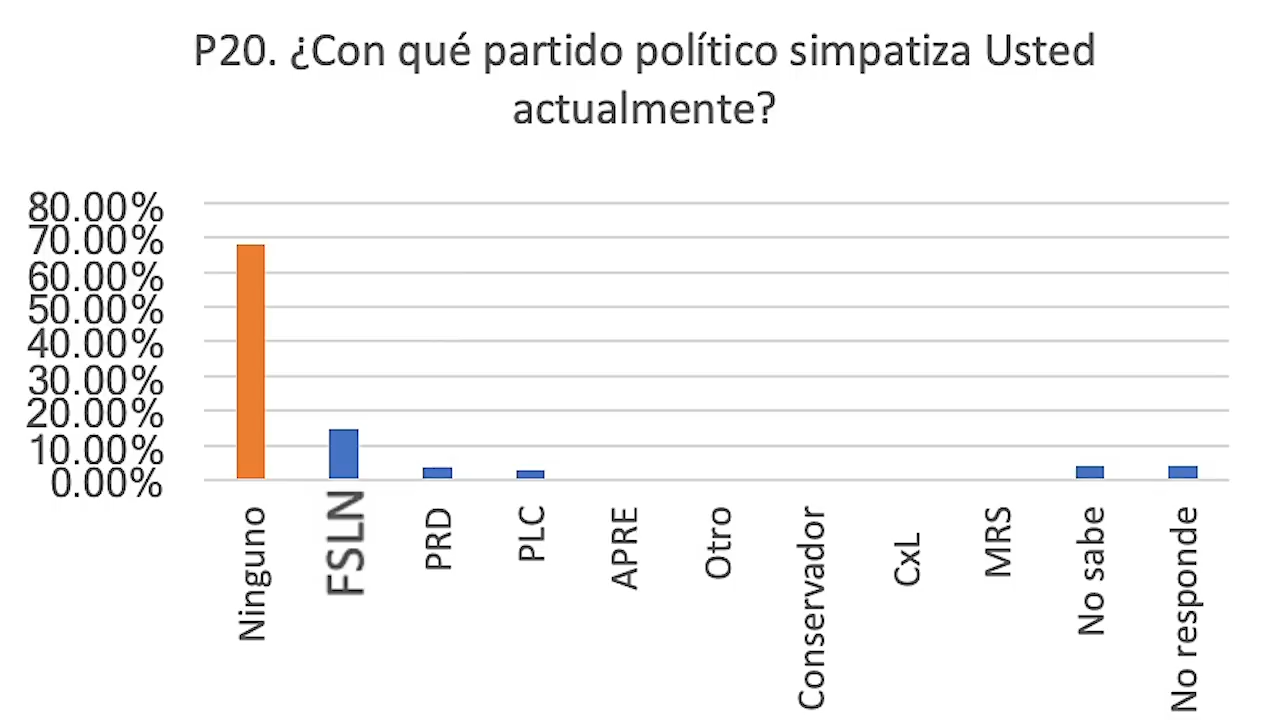 P20. ¿Con qué partido político simpatiza Usted
actualmente?
80.00%
70.00%
60.00%
50.00%
40.00%
30.00%
20.00%
10.00%
0.00%
Ninguno
FSLN
PRD
PLC
APRE
Otro
Conservador
CxL
MRS
No sabe
No responde